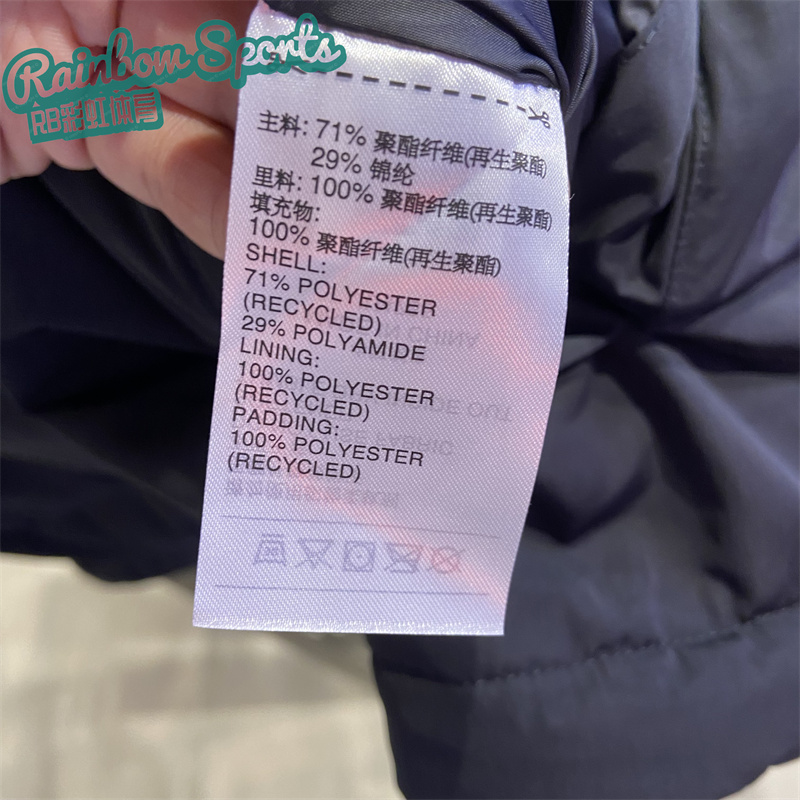 Rainbow Sports
RB彩虹体育
主料: 71% 聚酯纤维(再生聚酯)
29% 锦纶
里料: 100% 聚酯纤维(再生聚酯)
填充物:
100% 聚酯纤维(再生聚酯)
SHELL:
71% POLYESTER
(RECYCLED)
29% POLYAMIDE
LINING:
100% POLYESTER
(RECYCLED)
PADDING:
100% POLYESTER
(RECYCLED)